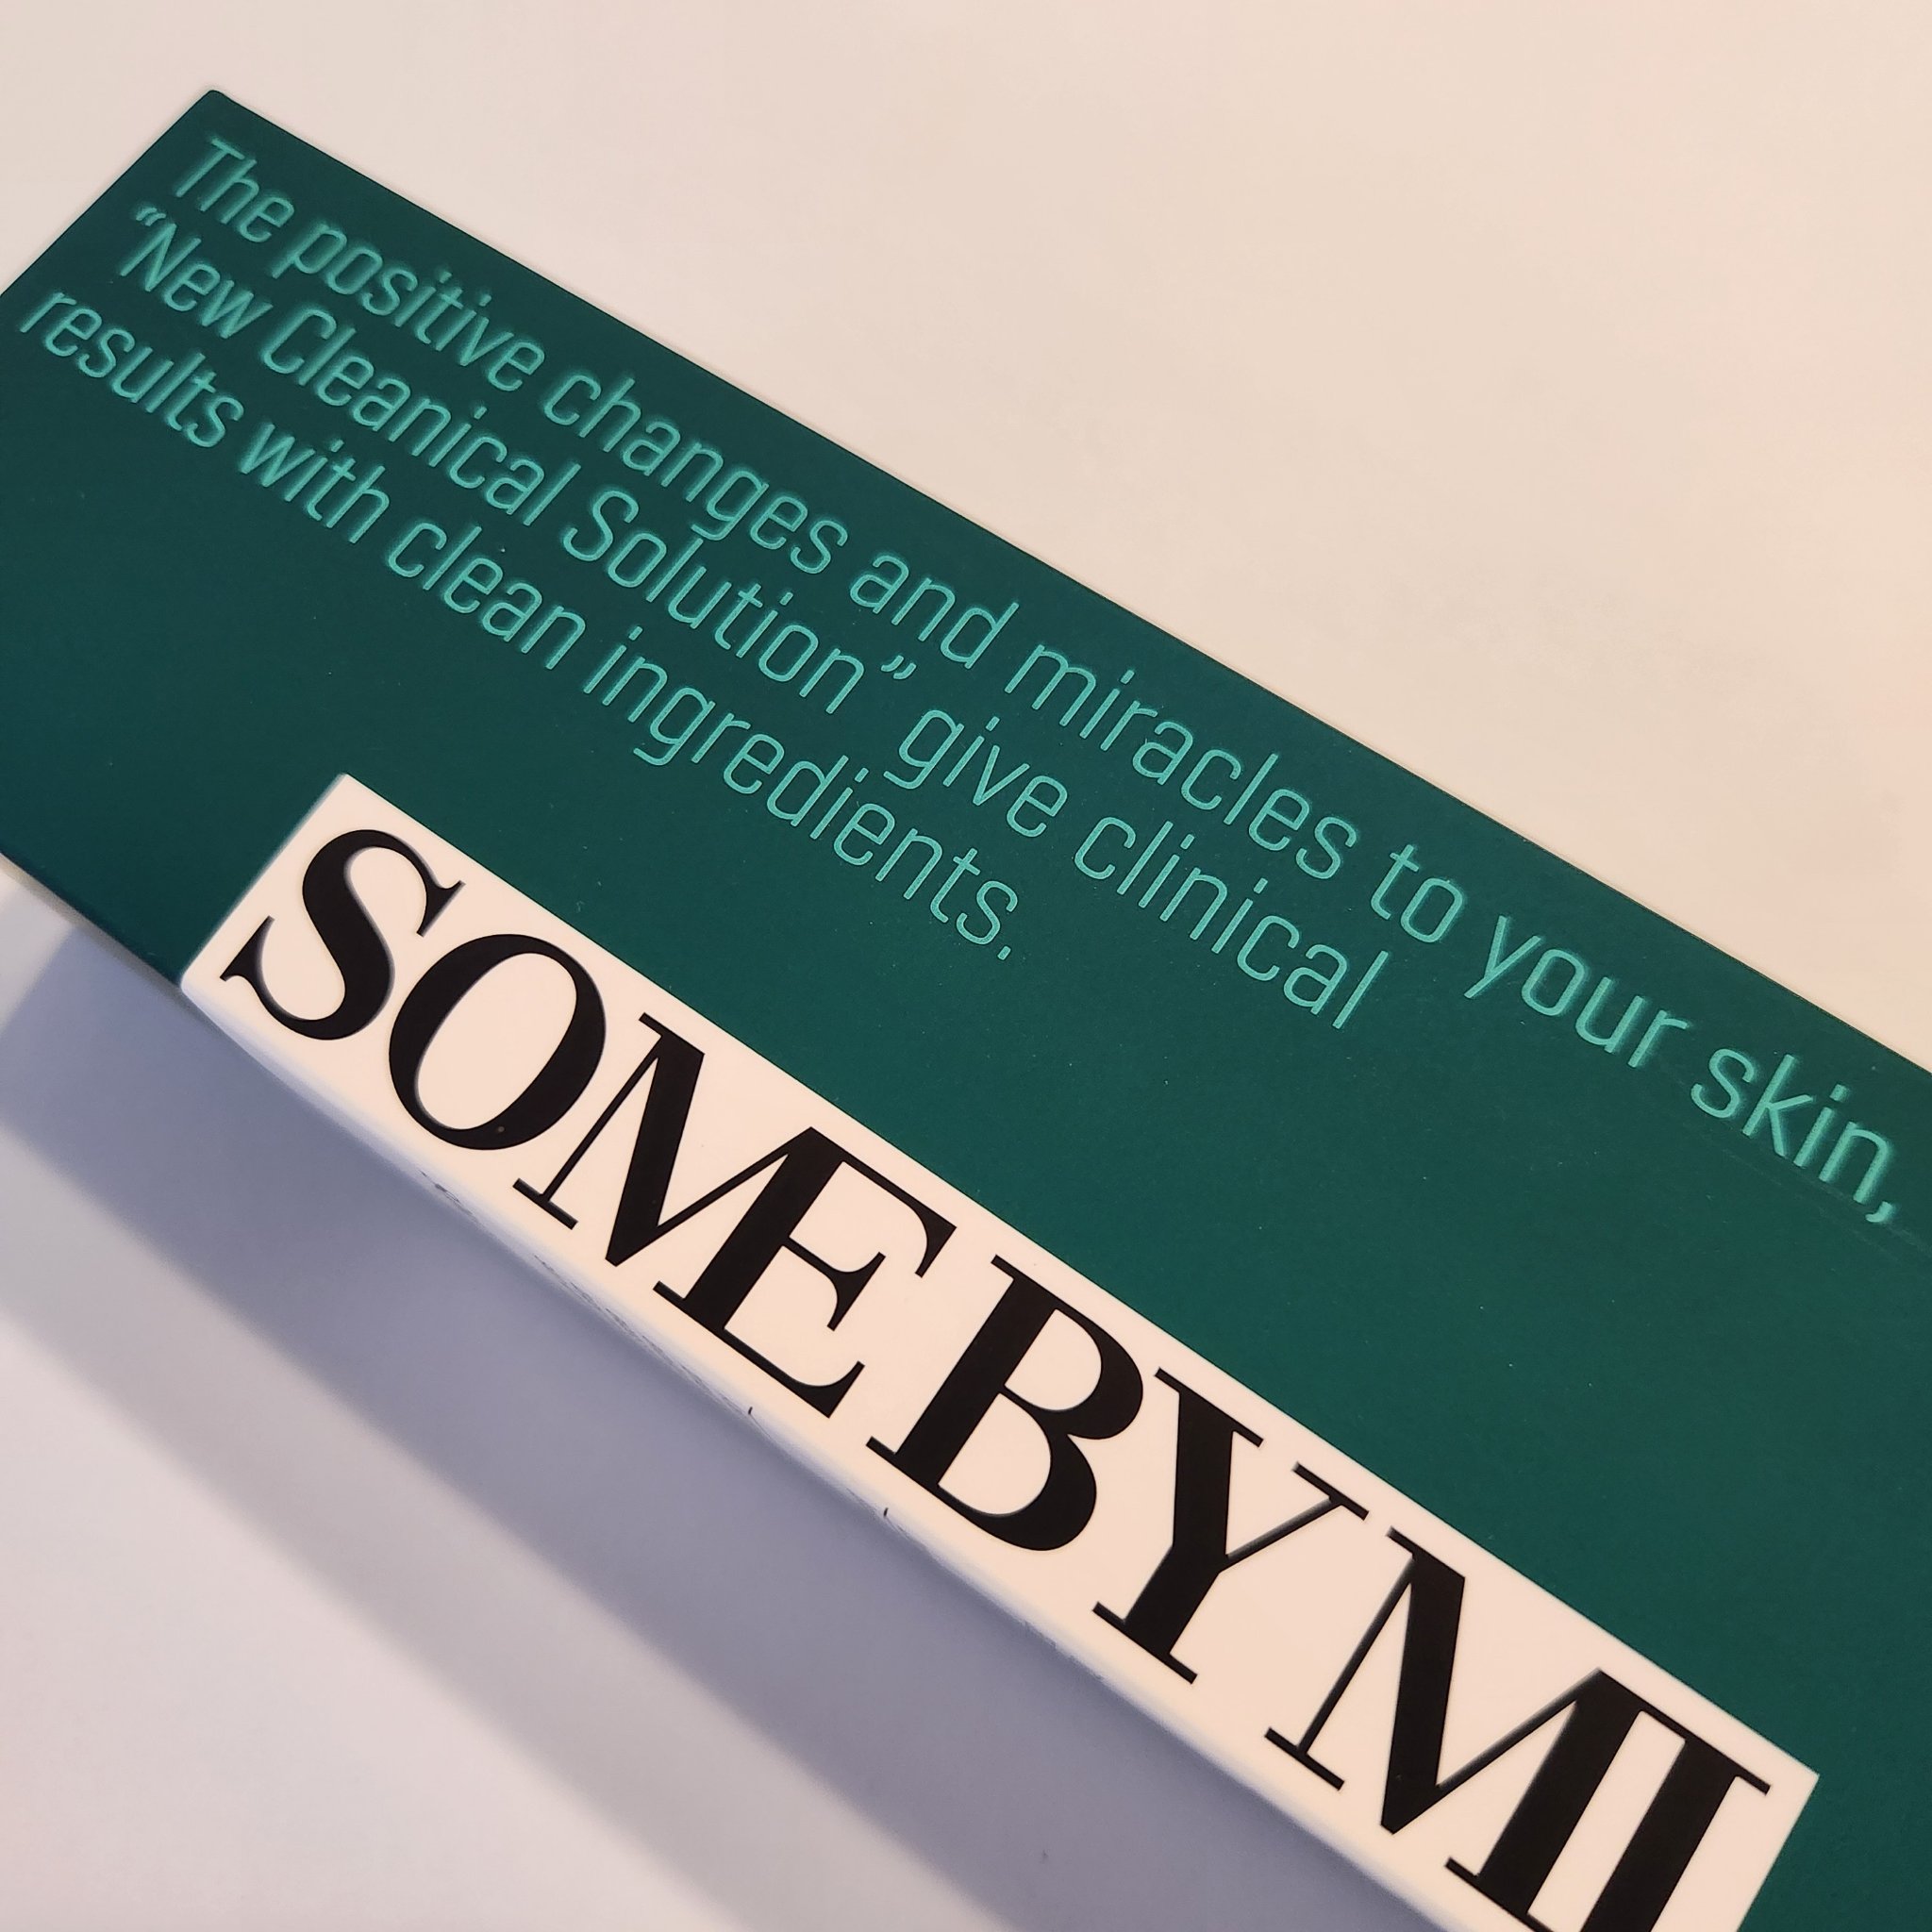 The positive changes and miracles to your skin,
“New Cleanical Solution” give clinical
results with clean ingredients.
SOMEBYMI